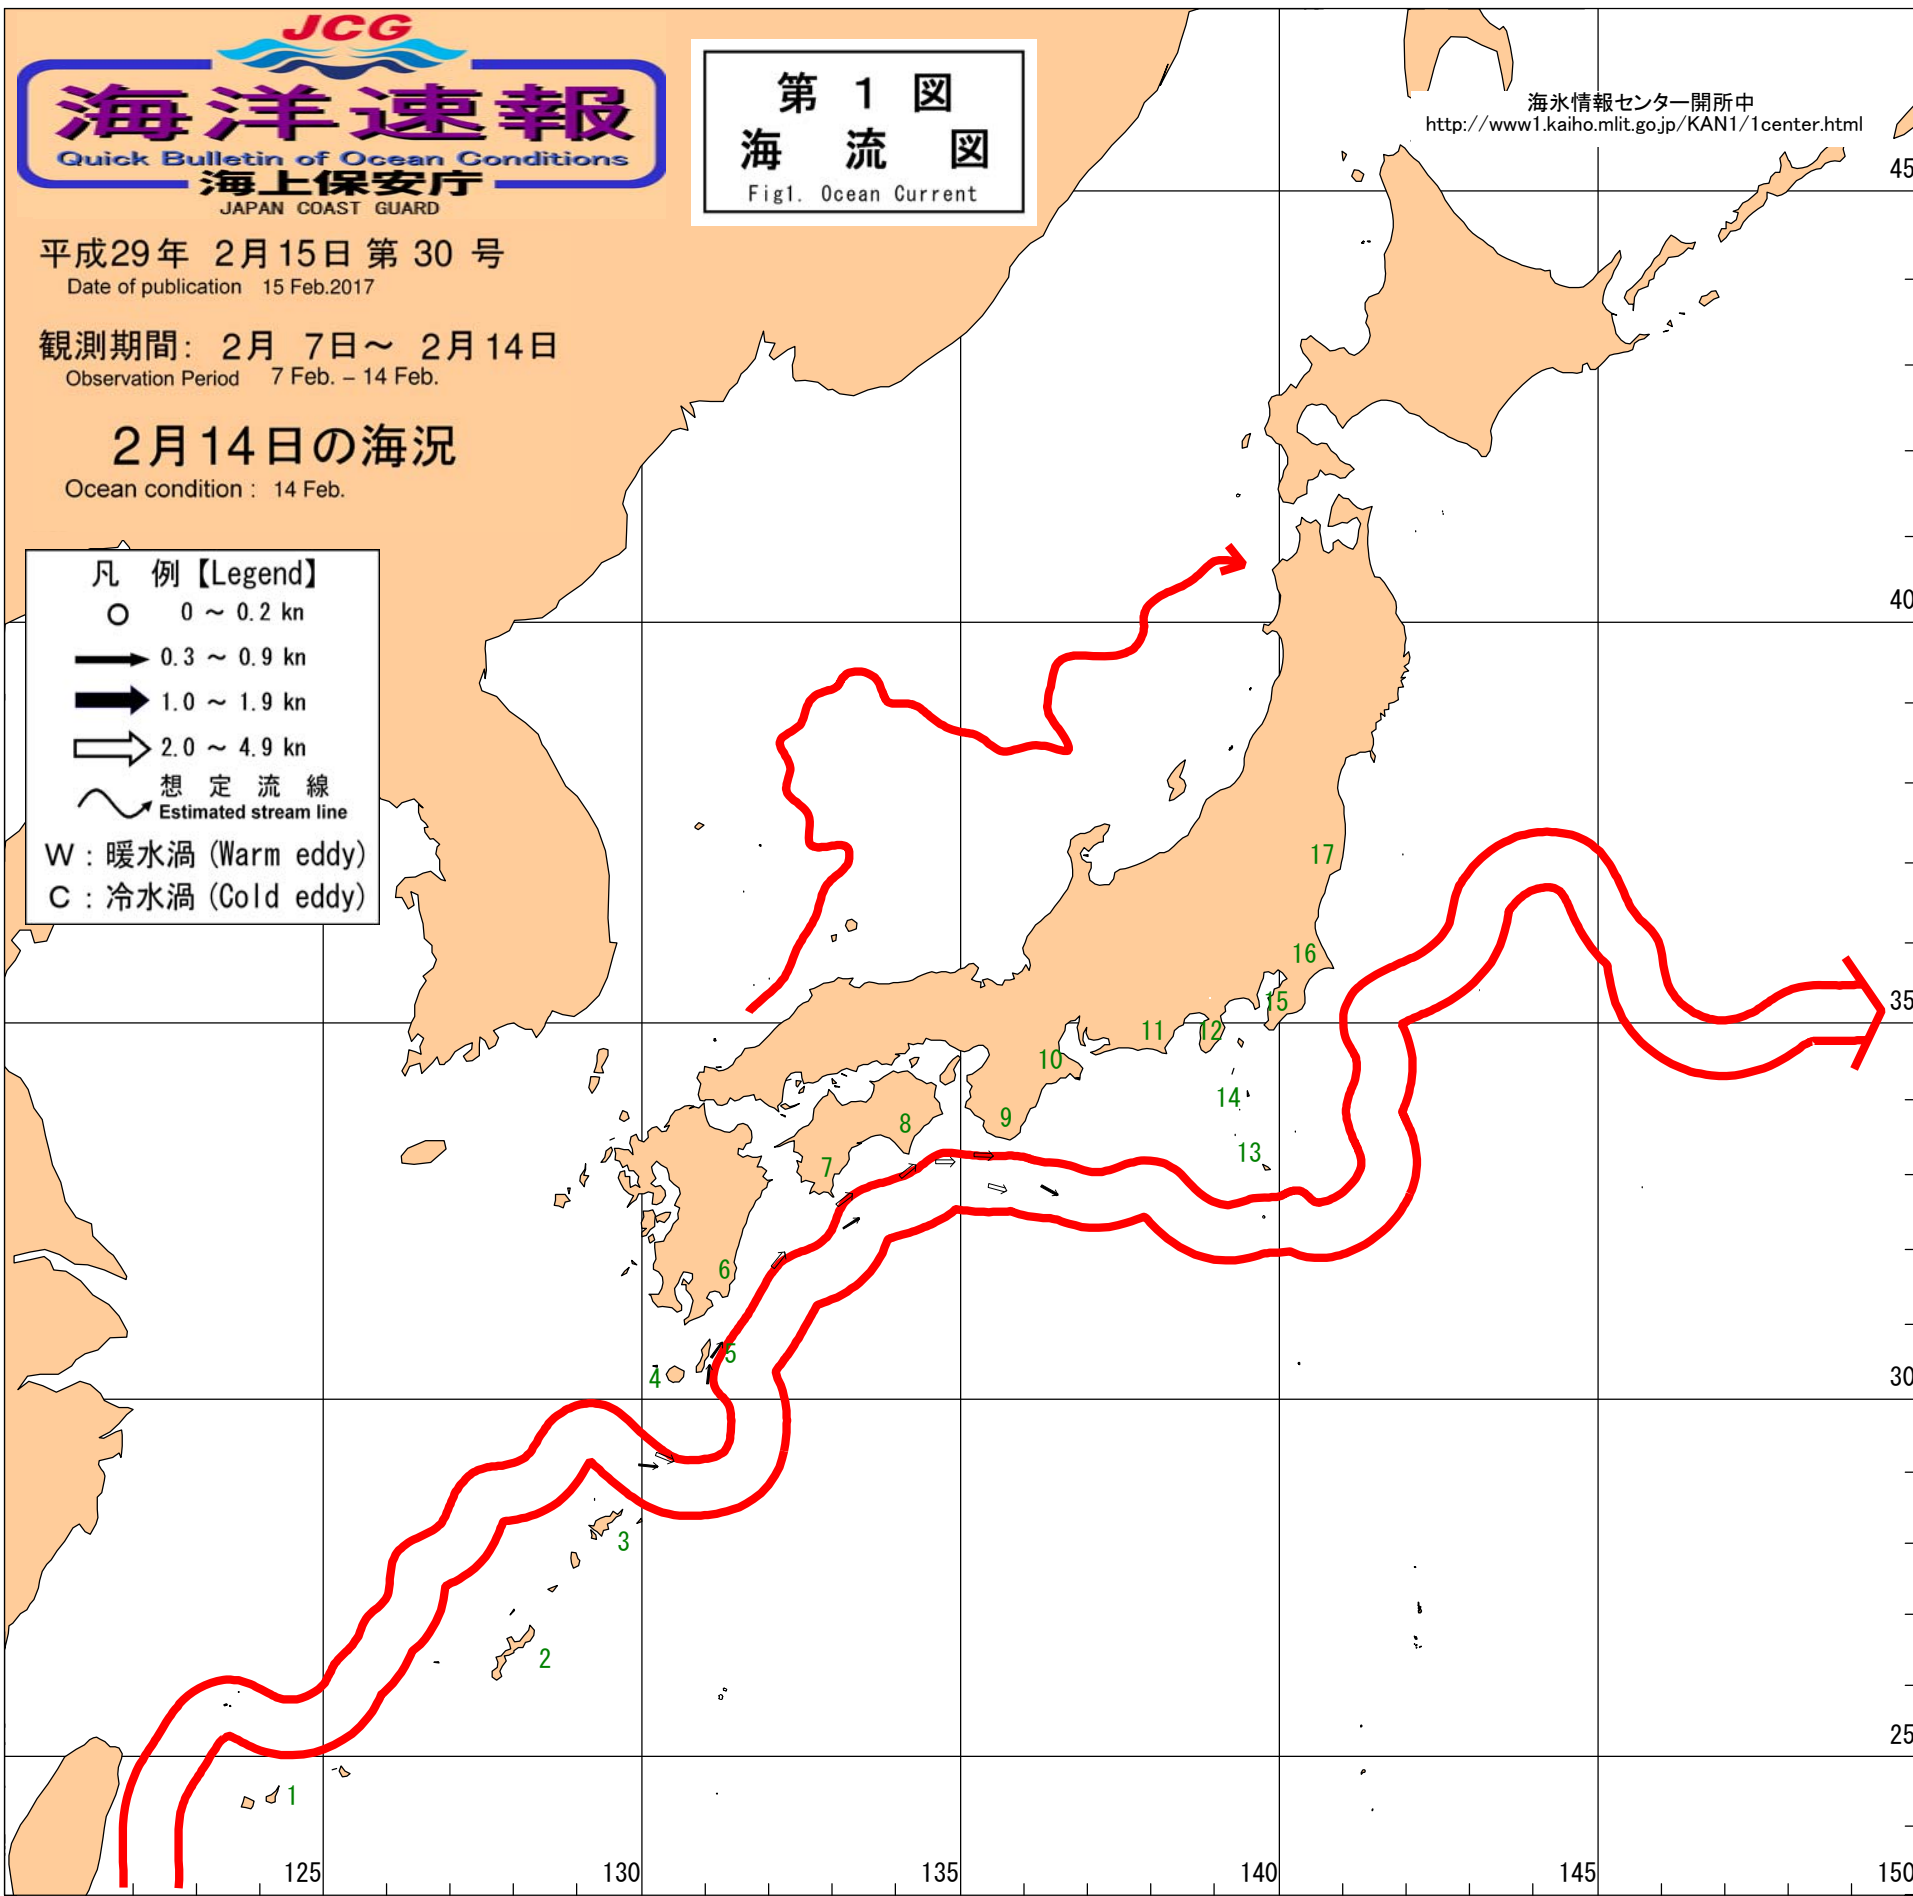 JCG
海洋速報
Quick Bulletin of Ocean Conditions
海上保安庁
JAPAN COAST GUARD
第 1 図
海 流 図
Fig1. Ocean Current
海氷情報センター開所中
http://www1.kaiho.mlit.go.jp/KAN1/1center.html
平成29年 2月15日 第 30 号
Date of publication 15 Feb.2017
観測期間: 2月 7日～ 2月14日
Observation Period 7 Feb. – 14 Feb.
2月14日の海況
Ocean condition : 14 Feb.
凡 例【Legend】
0 ～ 0.2 kn
0.3 ～ 0.9 kn
1.0 ～ 1.9 kn
2.0 ～ 4.9 kn
想 定 流 線
Estimated stream line
W : 暖水渦 (Warm eddy)
C : 冷水渦 (Cold eddy)
45
40
35
30
25
17
16
15
12
11
10
14
9
8
13
7
6
5
4
3
2
1
125
130
135
140
145
150